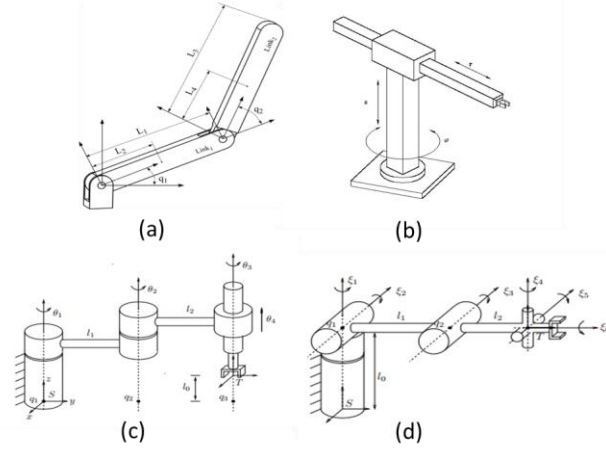 L₃
Link₂
L₄
q₂
L₁
L₂
Link₁
q₁
(a)
r
φ
(b)
θ₁
θ₂
θ₃
θ₄
l₁
l₂
l₀
T
q₁
z
S
y
x
q₂
q₃
(c)
ξ₁
ξ₂
ξ₃
ξ₄
ξ₅
ξ
q₁
q₂
l₁
l₂
l₀
S
(d)